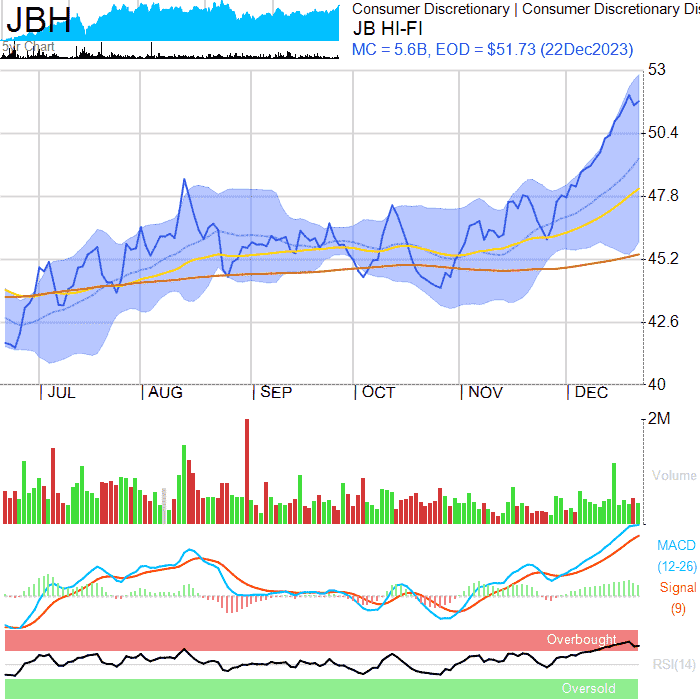 JBH
5yr Chart
Consumer Discretionary | Consumer Discretionary Dis
JB HI-FI
MC = 5.6B, EOD = $51.73 (22Dec2023)
53
50.4
47.8
45.2
42.6
40
| JUL | AUG | SEP | OCT | NOV | DEC
2M
Volume
MACD
(12-26)
Signal
(9)
Overbought
RSI(14)
Oversold